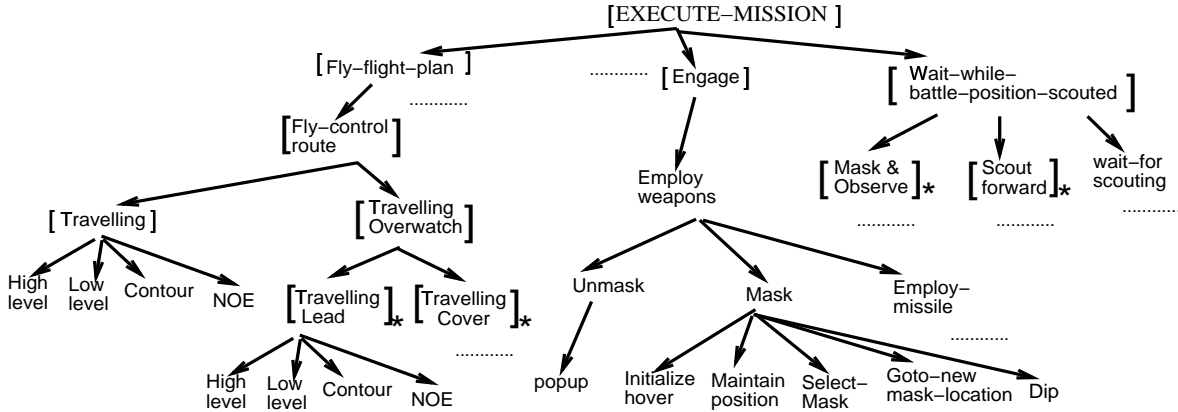 [EXECUTE−MISSION ]
[Fly−flight−plan ]
............
[Engage]
[Wait−while−
battle−position−scouted]
............
[Fly−control
route]
[Mask &
Observe]*
[Scout
forward]*
wait−for
scouting
Employ
weapons
[Travelling]
[Travelling
Overwatch]
............
............
............
High
level
Low
level
Contour
NOE
[Travelling
Lead]*
[Travelling
Cover]*
Unmask
Mask
Employ−
missile
............
............
High
level
Low
level
Contour
NOE
popup
Initialize
hover
Maintain
position
Select−
Mask
Goto−new
mask−location
Dip